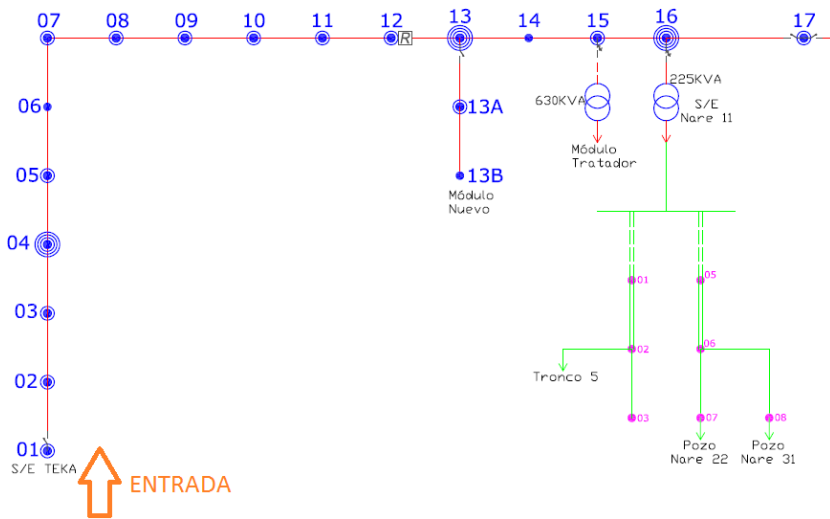 07 08 09 10 11 12 13 14 15 16 17
R
06
13A
225KVA
630KVA
S/E
Nare 11
Módulo
Tratador
05
13B
Módulo
Nuevo
04
03
01
05
02
02
06
Tronco 5
03
07
08
01
S/E TEKA
Pozo
Nare 22
Pozo
Nare 31
ENTRADA